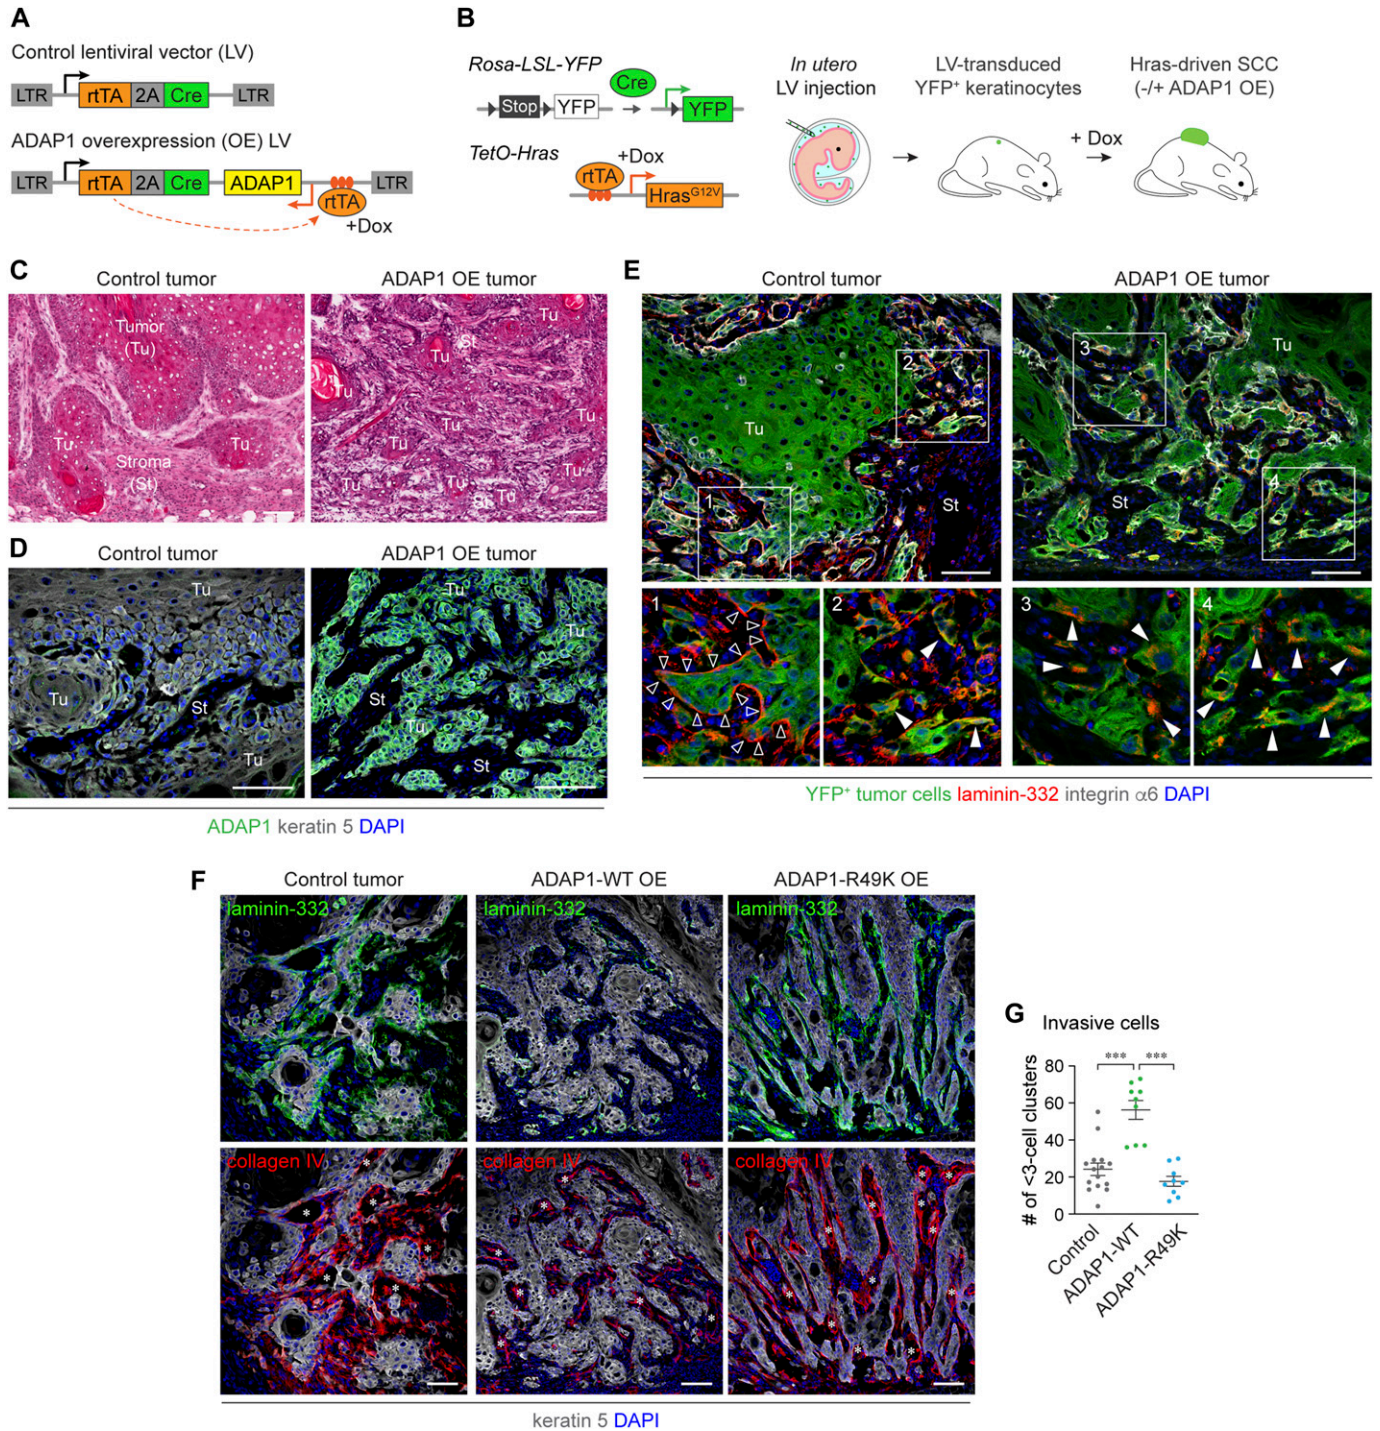 A
Control lentiviral vector (LV)
LTR rtTA 2A Cre LTR
ADAP1 overexpression (OE) LV
LTR rtTA 2A Cre ADAP1 rtTA LTR
+Dox
B
Rosa-LSL-YFP
Cre
Stop YFP YFP
TetO-Hras
rtTA +Dox
Hras^G12V
In utero
LV injection
LV-transduced
YFP⁺ keratinocytes
+ Dox
Hras-driven SCC
(-/+ ADAP1 OE)
C
Control tumor ADAP1 OE tumor
Tumor
(Tu)
Tu Tu
Stroma
(St)
Tu
St
Tu
Tu
Tu
Tu
Tu
Tu
Tu
St Tu
D
Control tumor ADAP1 OE tumor
Tu
Tu
St
Tu
Tu
Tu
St
Tu
St
ADAP1 keratin 5 DAPI
E
Control tumor ADAP1 OE tumor
2
Tu
1
St
3
Tu
4
St
1 2 3 4
YFP⁺ tumor cells laminin-332 integrin α6 DAPI
F
Control tumor ADAP1-WT OE ADAP1-R49K OE
laminin-332 laminin-332 laminin-332
collagen IV collagen IV collagen IV
* * * * * *
keratin 5 DAPI
G
Invasive cells
*** ***
# of <3-cell clusters
80
60
40
20
0
Control
ADAP1-WT
ADAP1-R49K